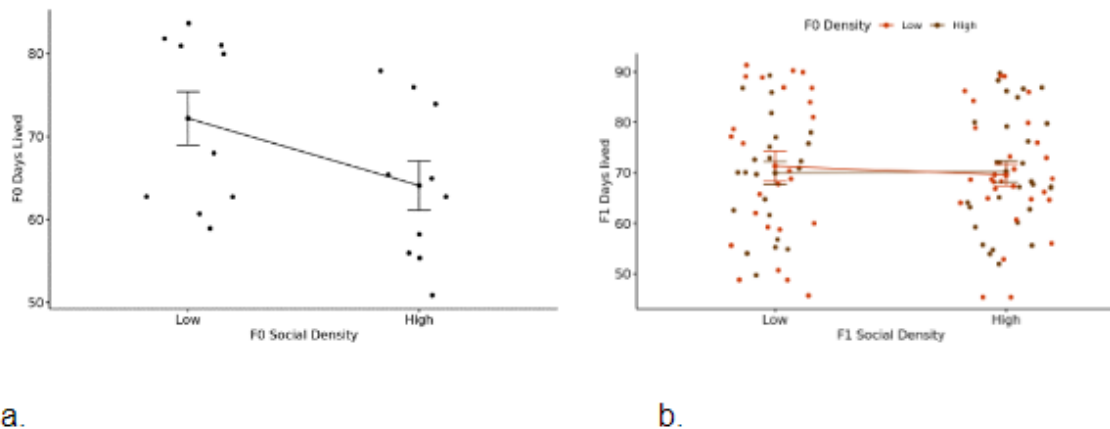 F0 Days Lived
80
70
60
50
Low
High
F0 Social Density
a.
F0 Density Low High
F1 Days lived
90
80
70
60
50
Low
High
F1 Social Density
b.